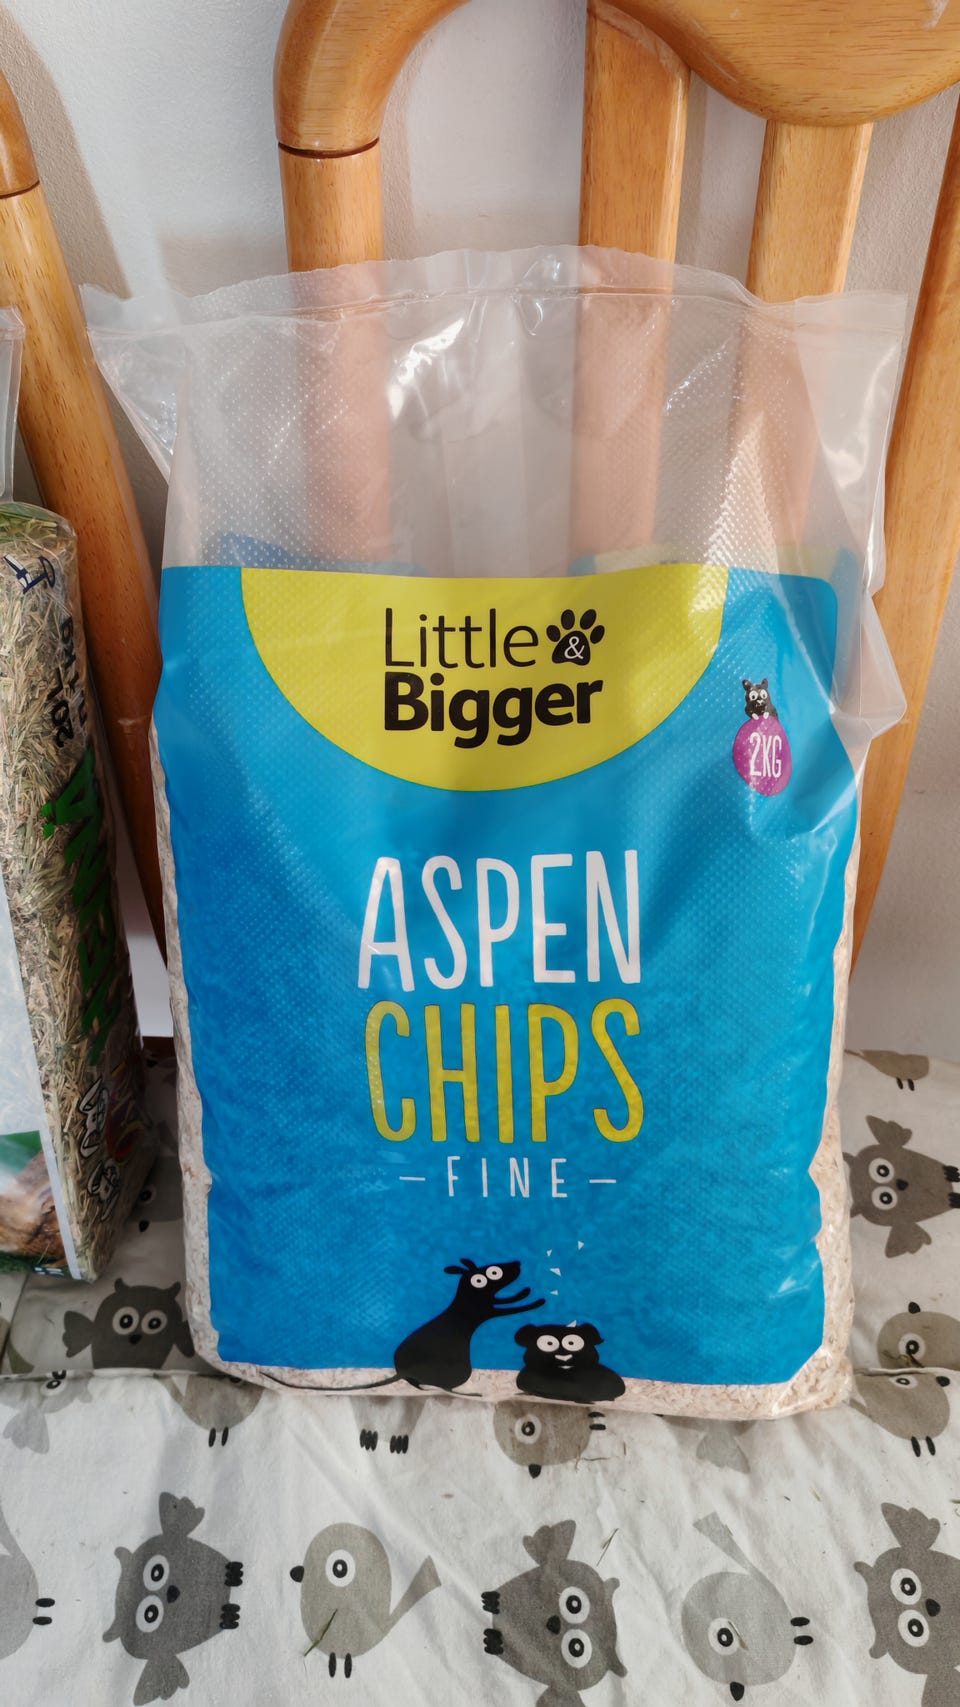 Little &
Bigger
2KG
ASPEN
CHIPS
– FINE –